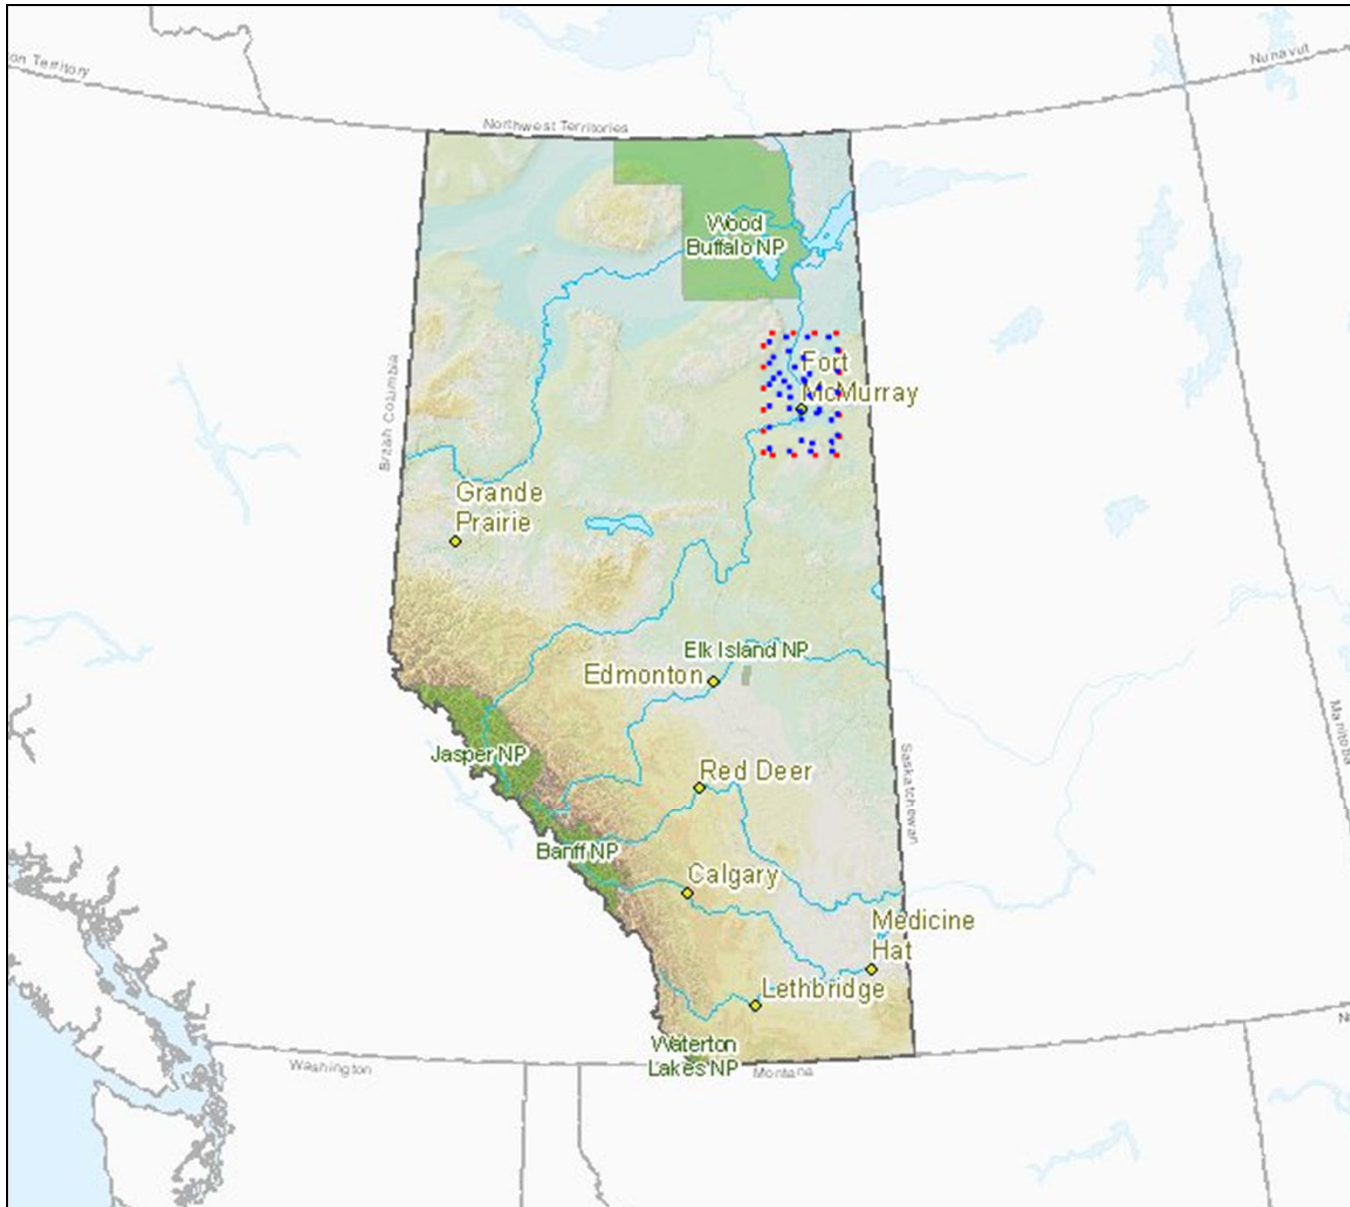 on Territory
Nunavut
Northwest Territories
Wood
Buffalo NP
Fort
McMurray
British Columbia
Grande
Prairie
Elk Island NP
Edmonton
Manitoba
Jasper NP
Red Deer
Saskatchewan
Banff NP
Calgary
Medicine
Hat
Lethbridge
N
Waterton
Lakes NP
Washington
Montana